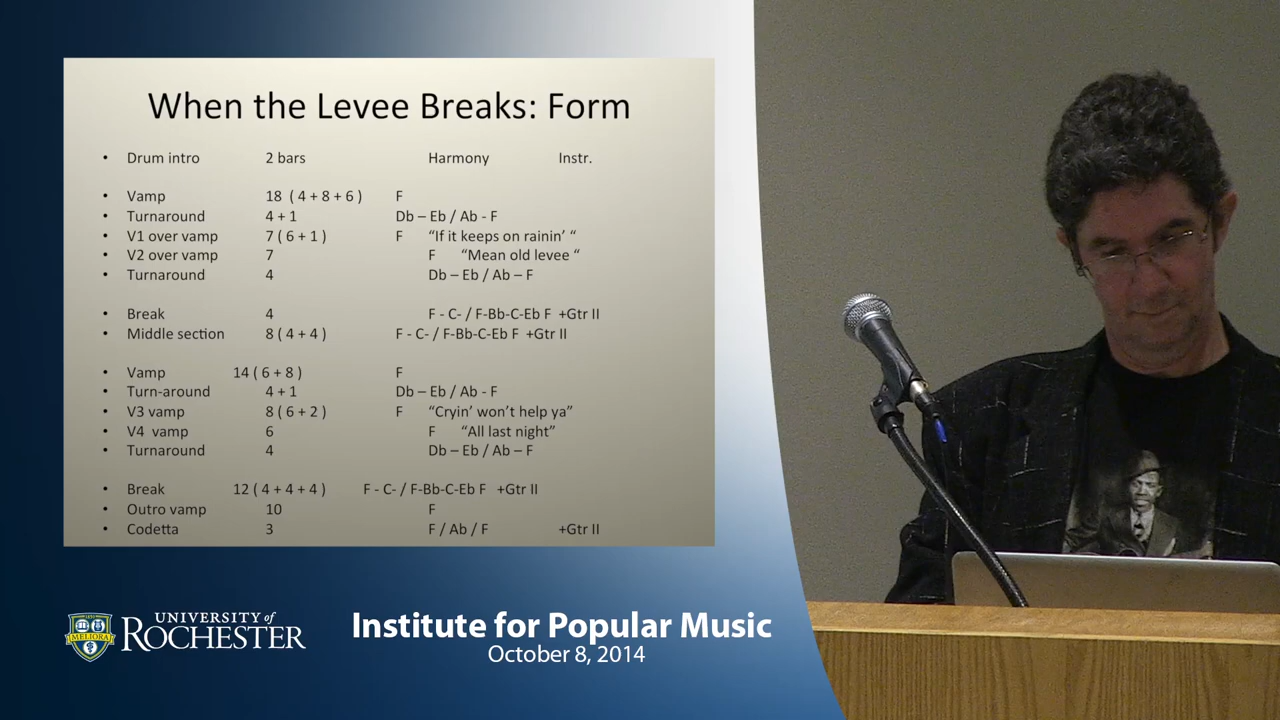 When the Levee Breaks: Form
• Drum intro 2 bars Harmony Instr.
• Vamp 18 ( 4 + 8 + 6 ) F
• Turnaround 4 + 1 Db – Eb / Ab - F
• V1 over vamp 7 ( 6 + 1 ) F “If it keeps on rainin’ “
• V2 over vamp 7 F “Mean old levee “
• Turnaround 4 Db – Eb / Ab – F
• Break 4 F - C- / F-Bb-C-Eb F +Gtr II
• Middle section 8 ( 4 + 4 ) F - C- / F-Bb-C-Eb F +Gtr II
• Vamp 14 ( 6 + 8 ) F
• Turn-around 4 + 1 Db – Eb / Ab - F
• V3 vamp 8 ( 6 + 2 ) F “Cryin’ won’t help ya”
• V4 vamp 6 F “All last night”
• Turnaround 4 Db – Eb / Ab – F
• Break 12 ( 4 + 4 + 4 ) F - C- / F-Bb-C-Eb F +Gtr II
• Outro vamp 10 F
• Codetta 3 F / Ab / F +Gtr II
MELIORA
UNIVERSITY of
ROCHESTER
Institute for Popular Music
October 8, 2014